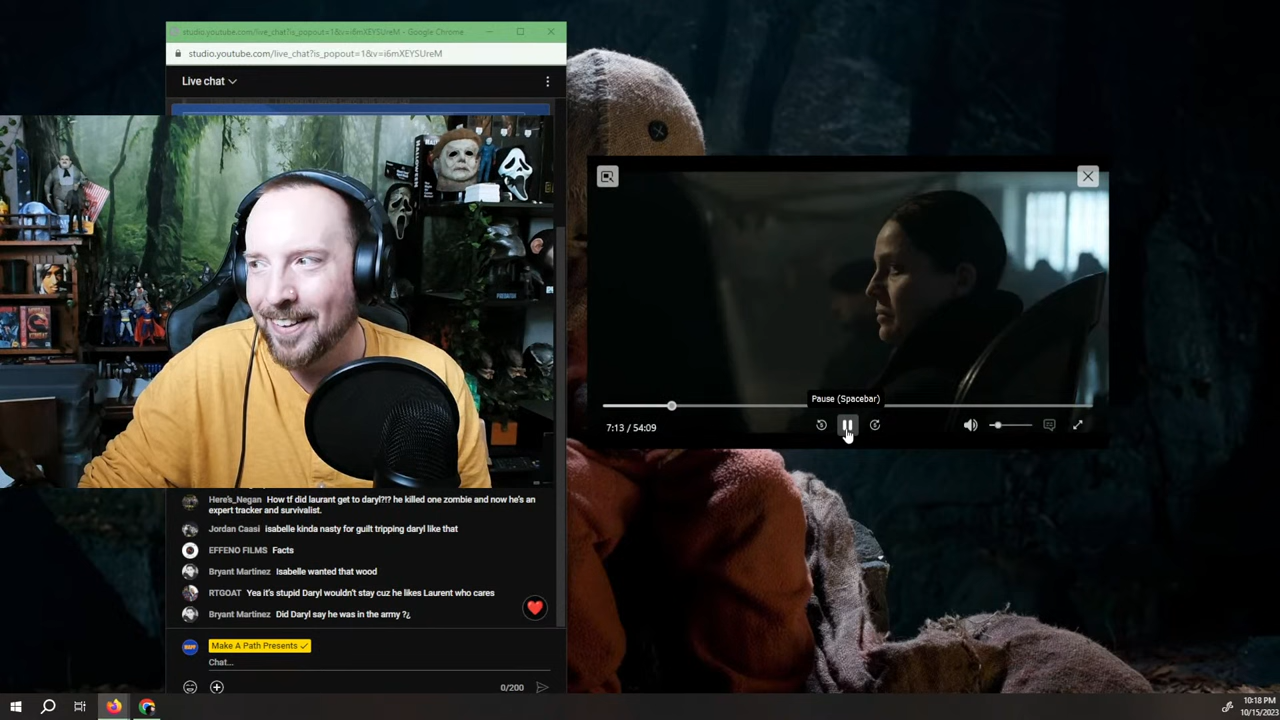 studio.youtube.com/live_chat?is_popout=1&v=i6mXEYSUreM - Google Chrome
studio.youtube.com/live_chat?is_popout=1&v=i6mXEYSUreM
Live chat
PREDATOR
Pause (Spacebar)
7:13 / 54:09
Here's_Negan How tf did laurant get to daryl?!? he killed one zombie and now he's an
expert tracker and survivalist.
Jordan Caasi isabelle kinda nasty for guilt tripping daryl like that
EFFENO FILMS Facts
Bryant Martinez Isabelle wanted that wood
RTGOAT Yea it's stupid Daryl wouldn't stay cuz he likes Laurent who cares
Bryant Martinez Did Daryl say he was in the army ?¿
Make A Path Presents
Chat...
0/200
10:18 PM
10/15/2023